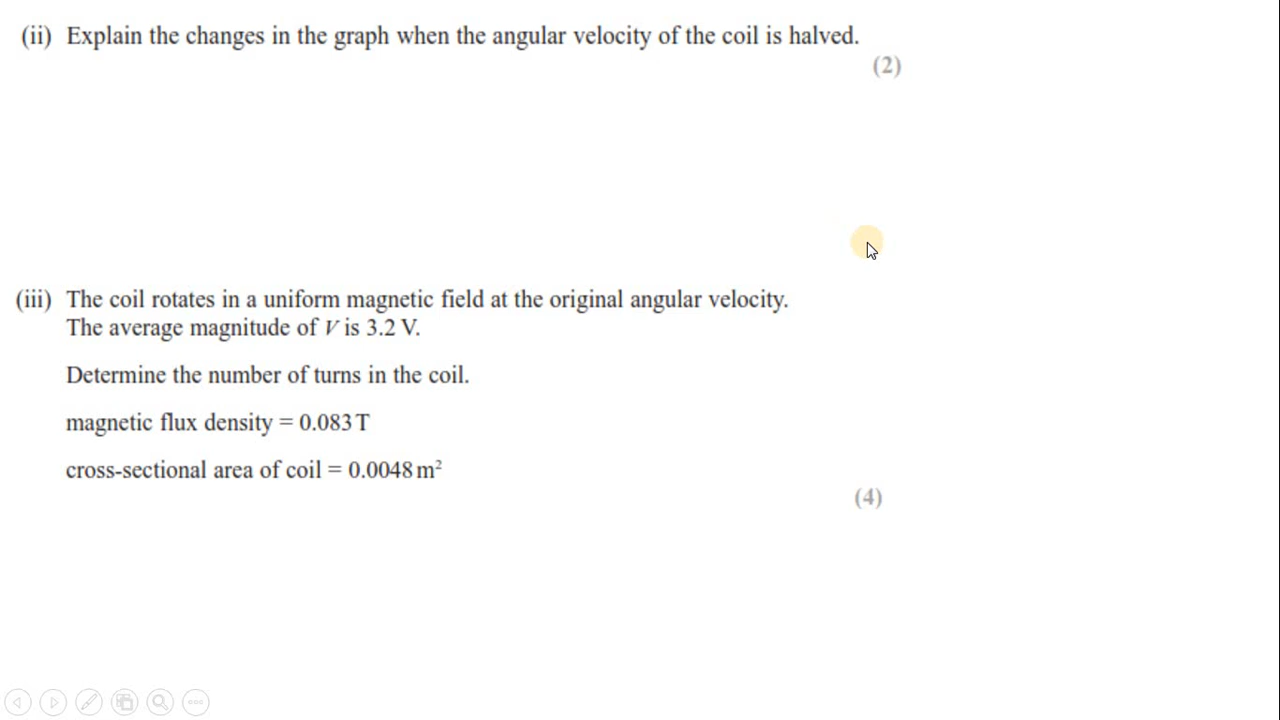 (ii) Explain the changes in the graph when the angular velocity of the coil is halved.
(2)
(iii) The coil rotates in a uniform magnetic field at the original angular velocity.
The average magnitude of V is 3.2 V.
Determine the number of turns in the coil.
magnetic flux density = 0.083 T
cross-sectional area of coil = 0.0048 m²
(4)